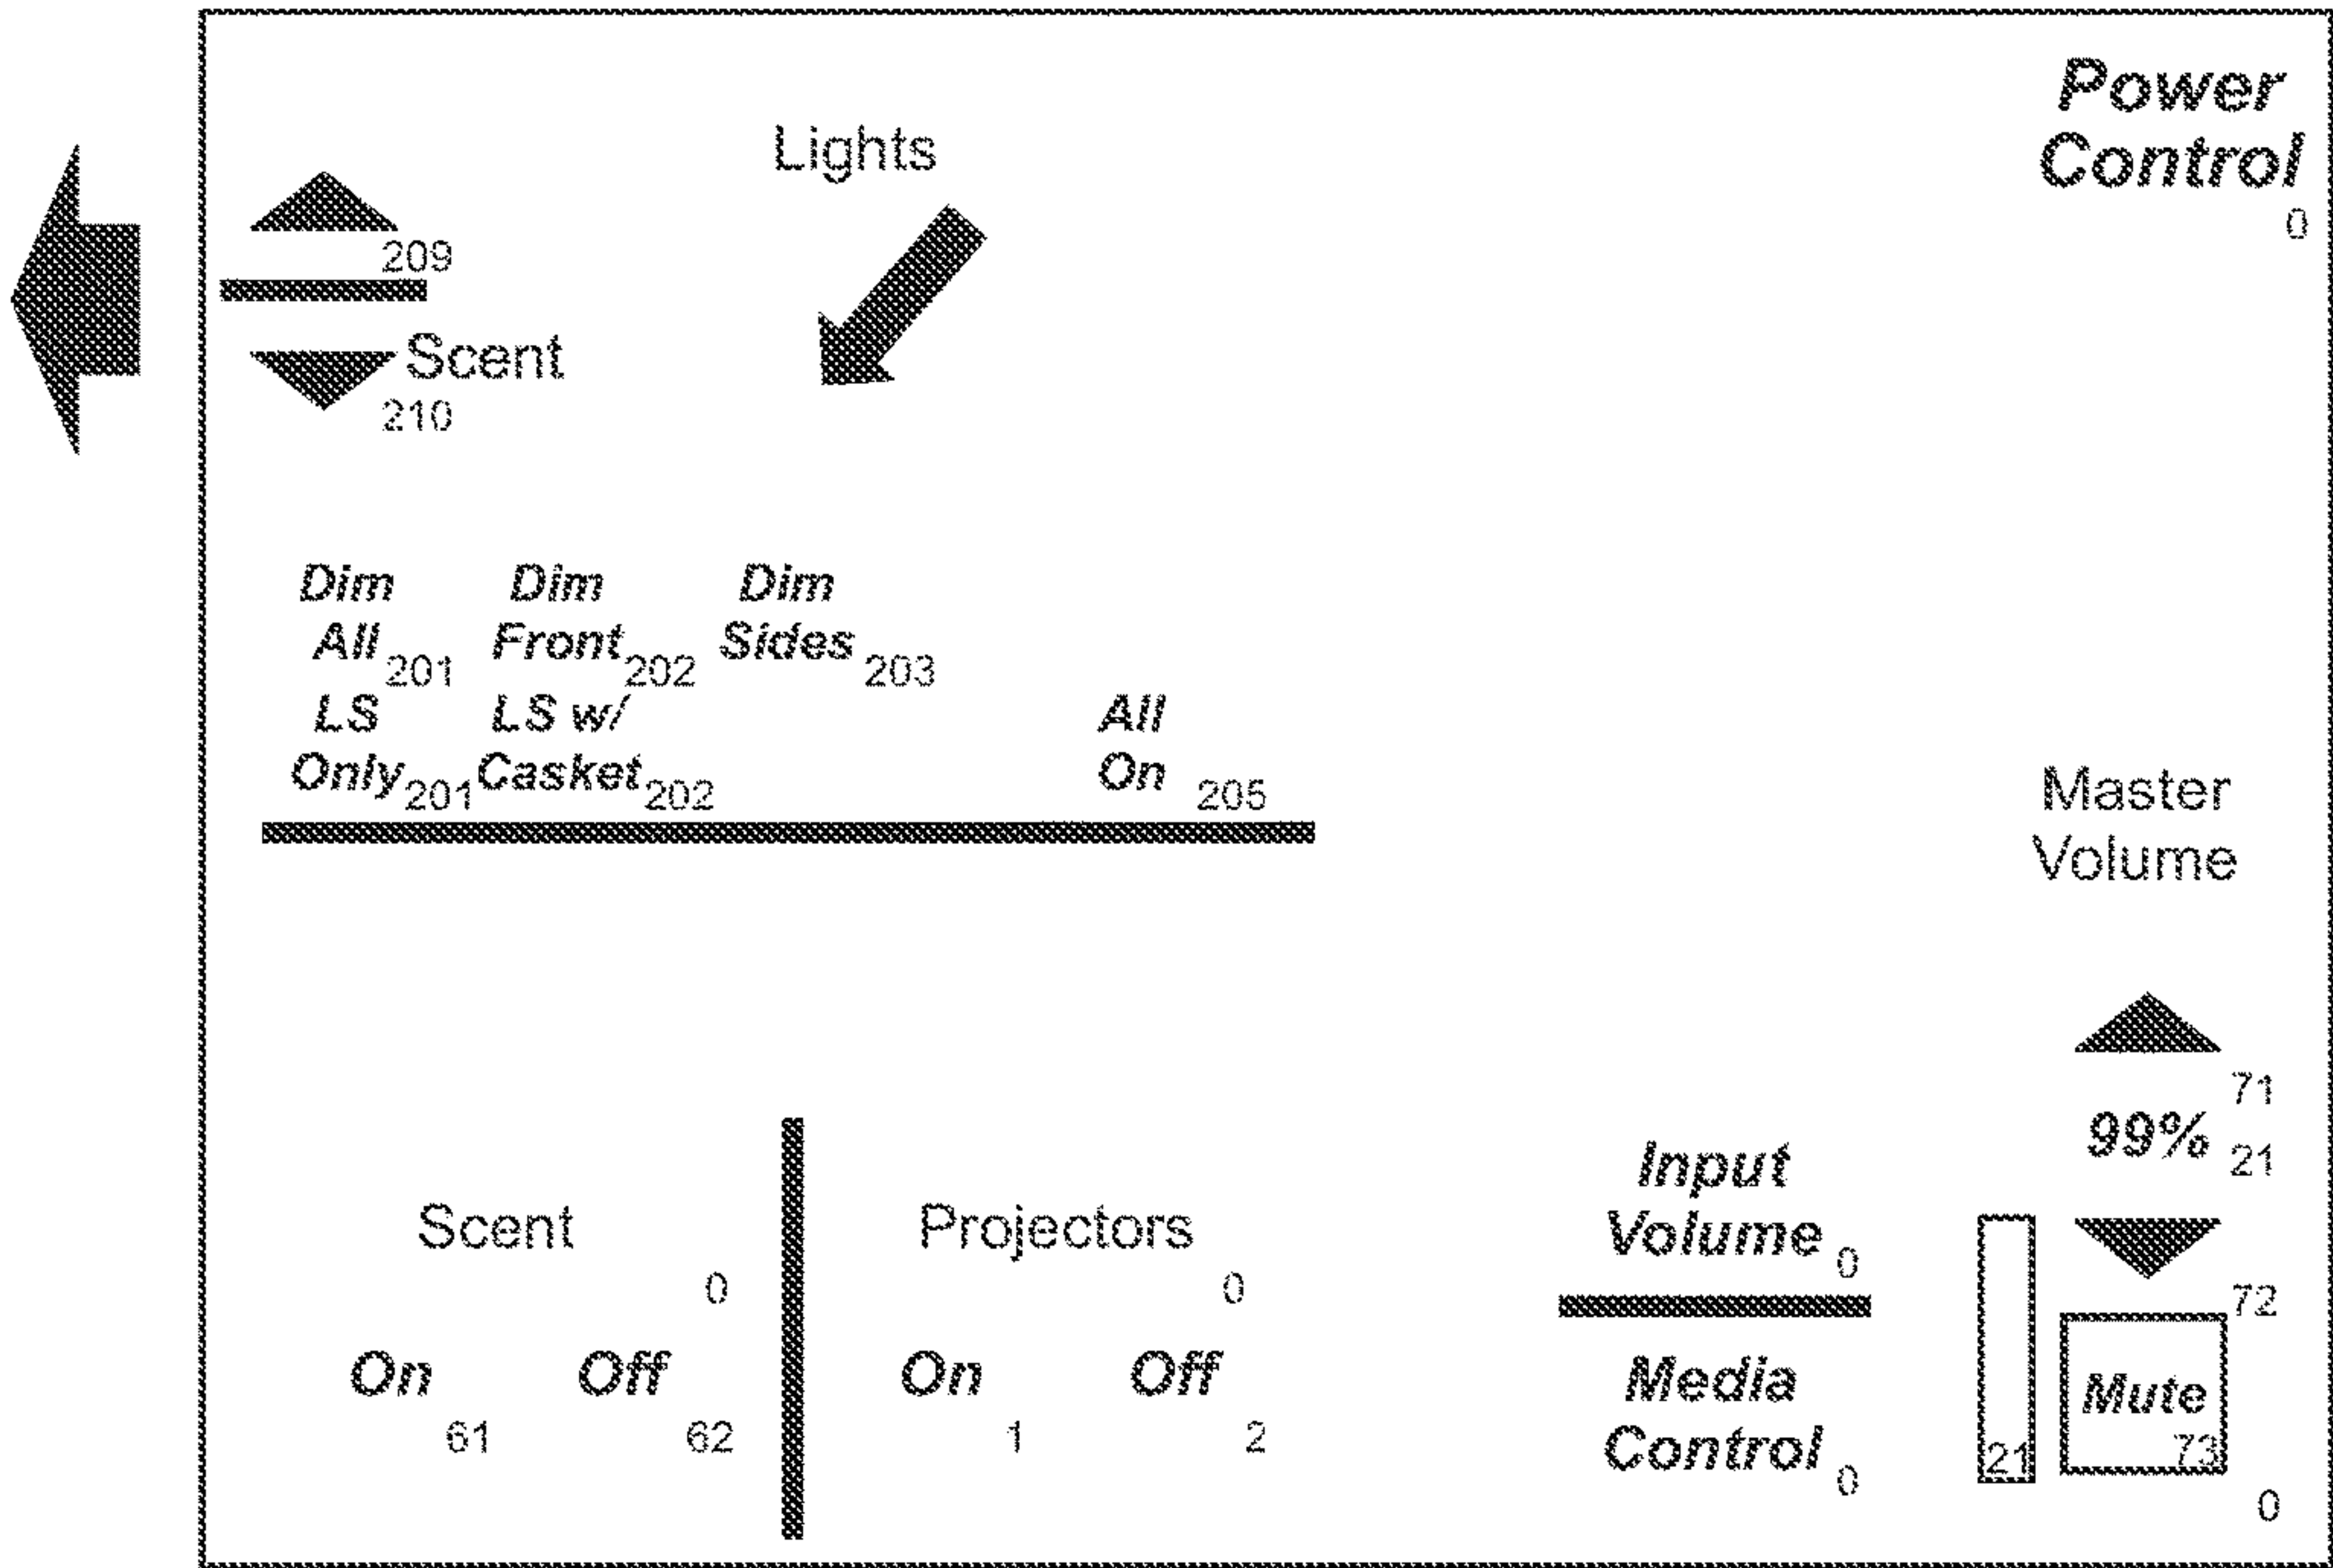 Power
Control
0
Lights
209
Scent
210
Dim Dim Dim
All 201 Front 202 Sides 203
LS LS w/ All
Only 201 Casket 202 On 205
Master
Volume
71
99% 21
Input
Volume 0
Scent 0
Projectors 0
72
On 61 Off 62
On 1 Off 2
Media
Control 0
21
Mute
73
0